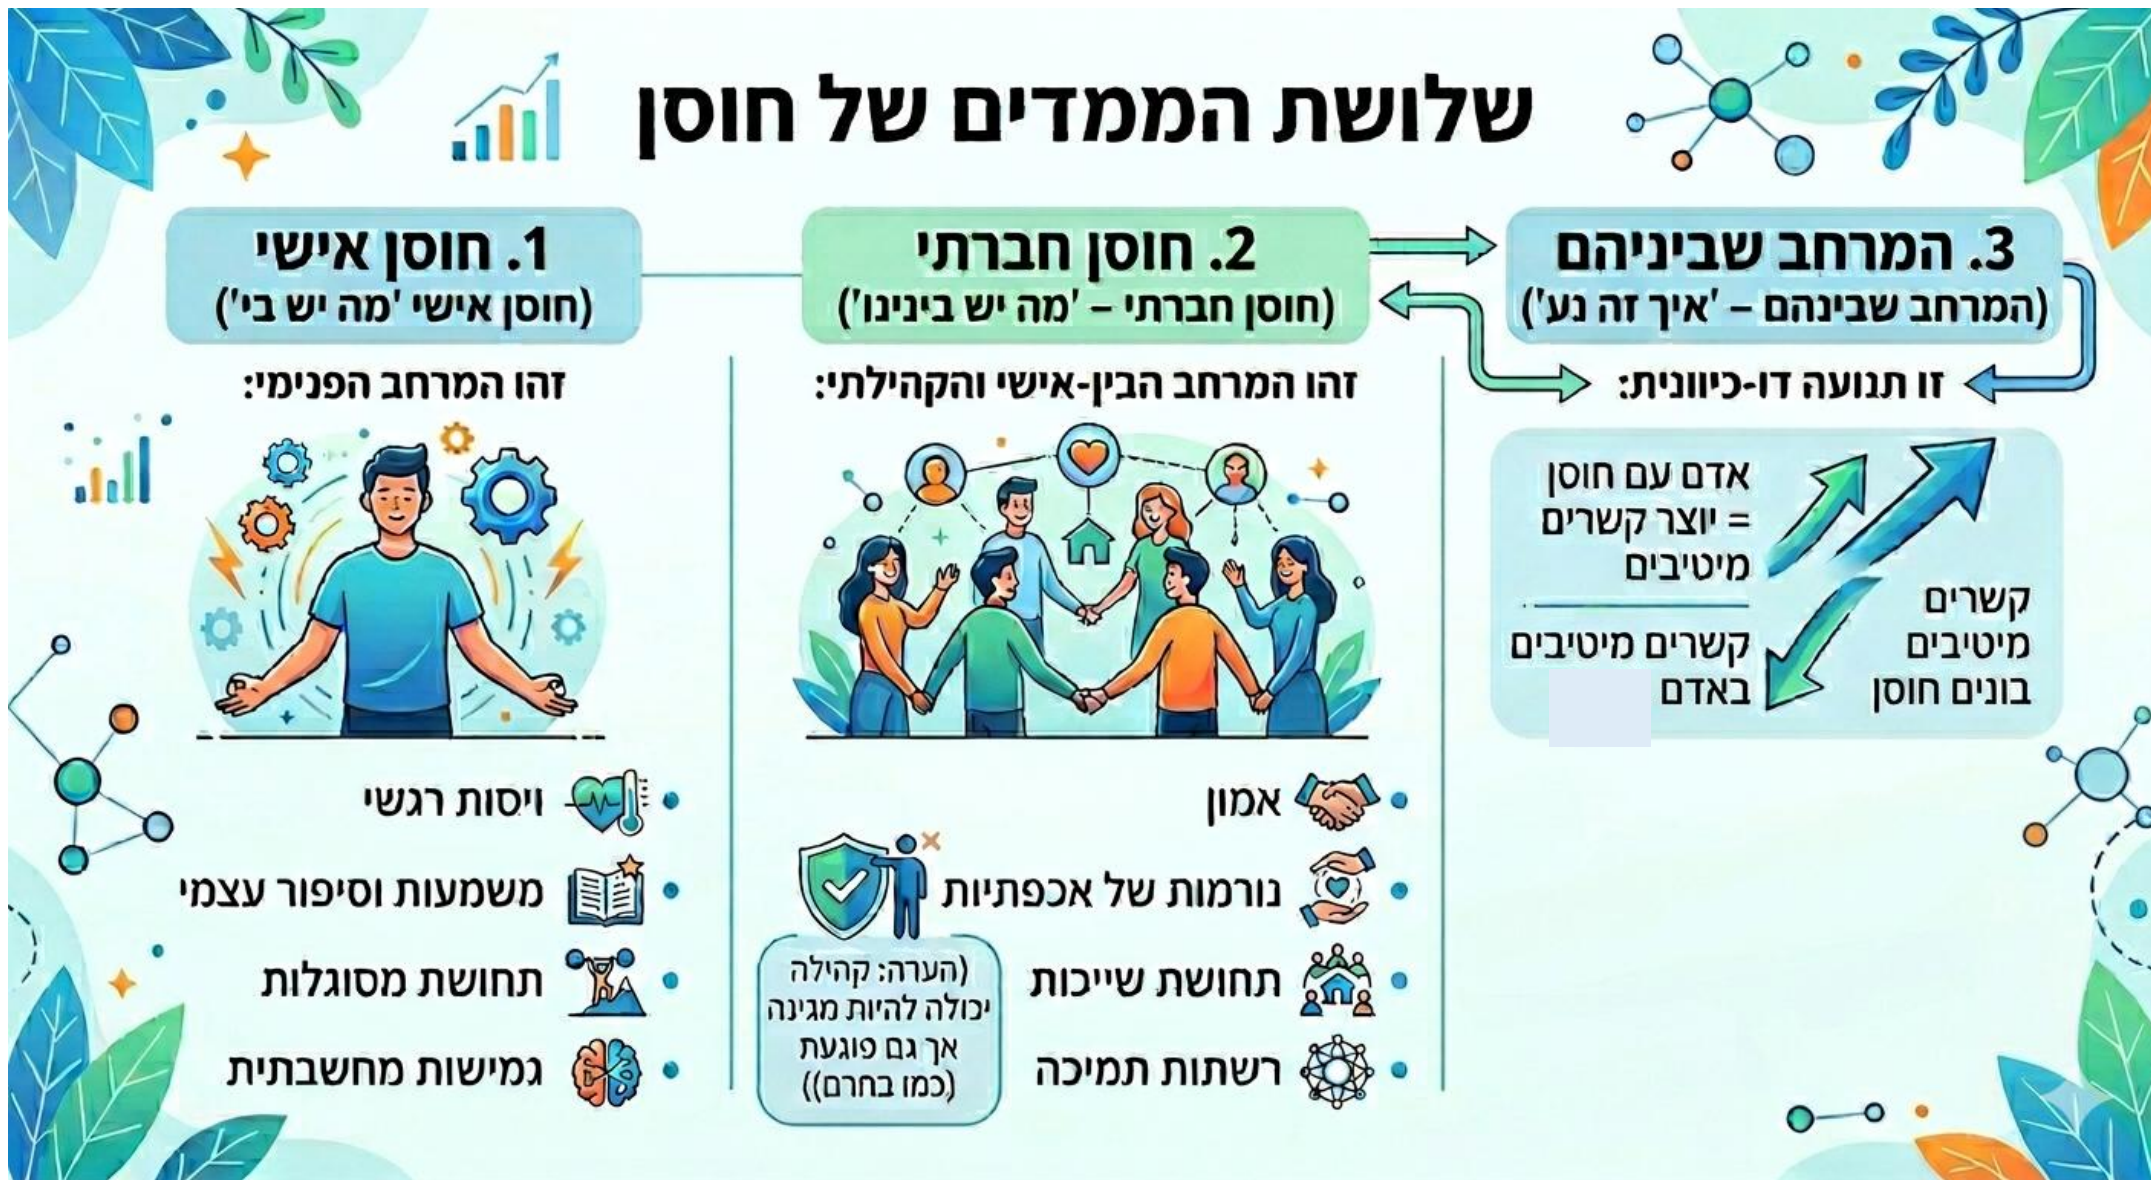 שלושת הממדים של חוסן
1. חוסן אישי
(חוסן אישי 'מה יש בי')
זהו המרחב הפנימי:
ויסות רגשי
משמעות וסיפור עצמי
תחושת מסוגלות
גמישות מחשבתית
2. חוסן חברתי
(חוסן חברתי – 'מה יש בינינו')
זהו המרחב הבין-אישי והקהילתי:
אמון
נורמות של אכפתיות
תחושת שייכות
רשתות תמיכה
(הערה: קהילה
יכולה להיות מגינה
אך גם פוגעת
(כמו בחרם))
3. המרחב שביניהם
(המרחב שבינהם – 'איך זה נע')
זו תנועה דו-כיוונית:
אדם עם חוסן
= יוצר קשרים
מיטיבים
קשרים מיטיבים
באדם
קשרים
מיטיבים
בונים חוסן